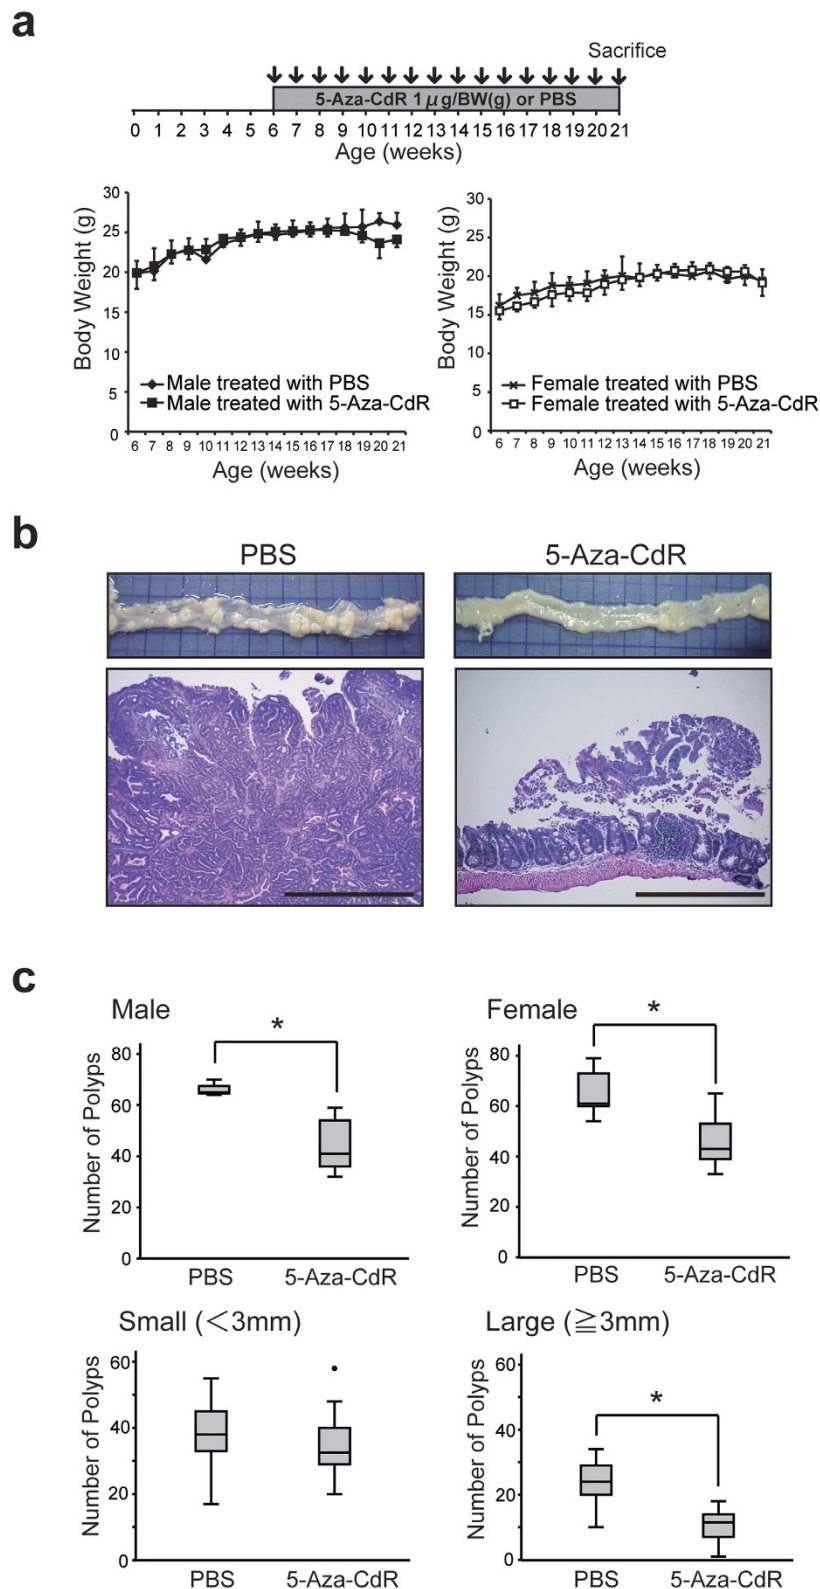 a
Sacrifice
5-Aza-CdR 1μg/BW(g) or PBS
0 1 2 3 4 5 6 7 8 9 10 11 12 13 14 15 16 17 18 19 20 21
Age (weeks)
Body Weight (g)
30
25
20
15
10
5
0
Male treated with PBS
Male treated with 5-Aza-CdR
6 7 8 9 10 11 12 13 14 15 16 17 18 19 20 21
Age (weeks)
Body Weight (g)
30
25
20
15
10
5
0
Female treated with PBS
Female treated with 5-Aza-CdR
6 7 8 9 10 11 12 13 14 15 16 17 18 19 20 21
Age (weeks)
b
PBS
5-Aza-CdR
c
Male
*
Number of Polyps
80
60
40
20
0
PBS 5-Aza-CdR
Female
*
Number of Polyps
80
60
40
20
0
PBS 5-Aza-CdR
Small (<3mm)
Number of Polyps
60
40
20
0
PBS 5-Aza-CdR
Large (≧3mm)
*
Number of Polyps
60
40
20
0
PBS 5-Aza-CdR